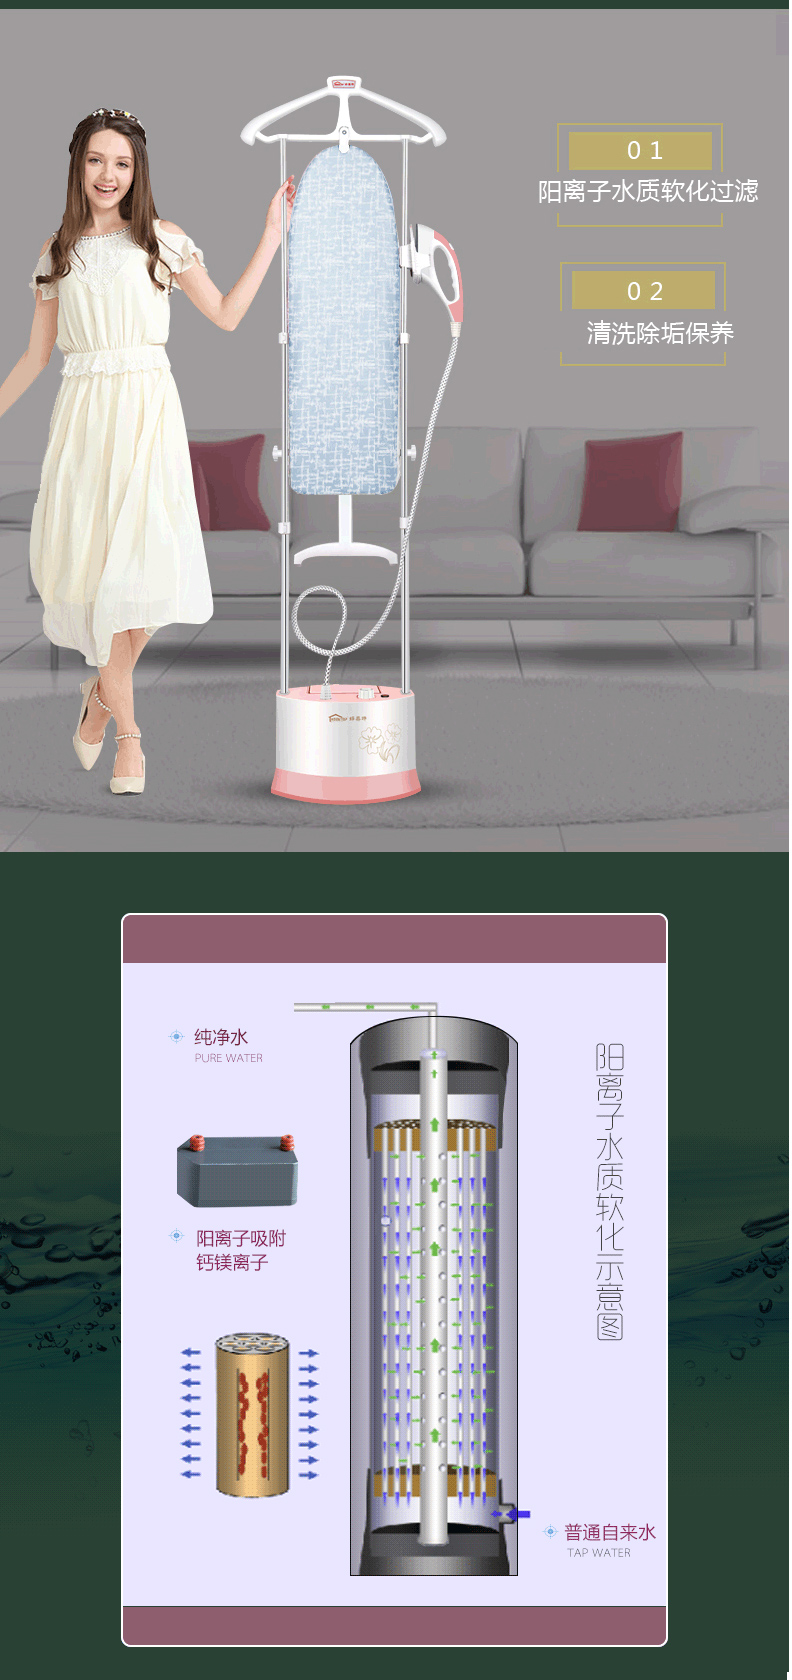 01
阳离子水质软化过滤
02
清洗除垢保养
纯净水
PURE WATER
阳离子水质软化示意图
阳离子吸附
钙镁离子
普通自来水
TAP WATER